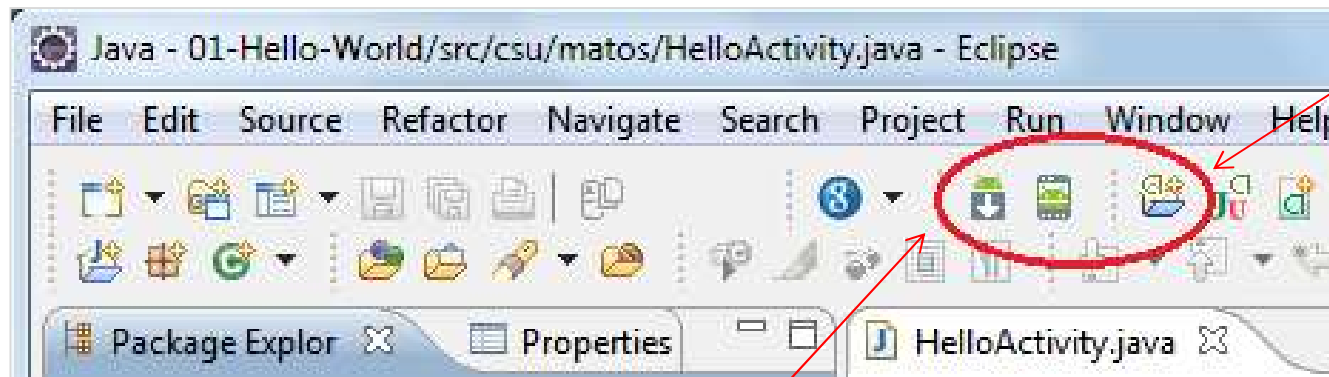 Java - 01-Hello-World/src/csu/matos/HelloActivity.java - Eclipse
File Edit Source Refactor Navigate Search Project Run Window Help
Package Explor Properties HelloActivity.java